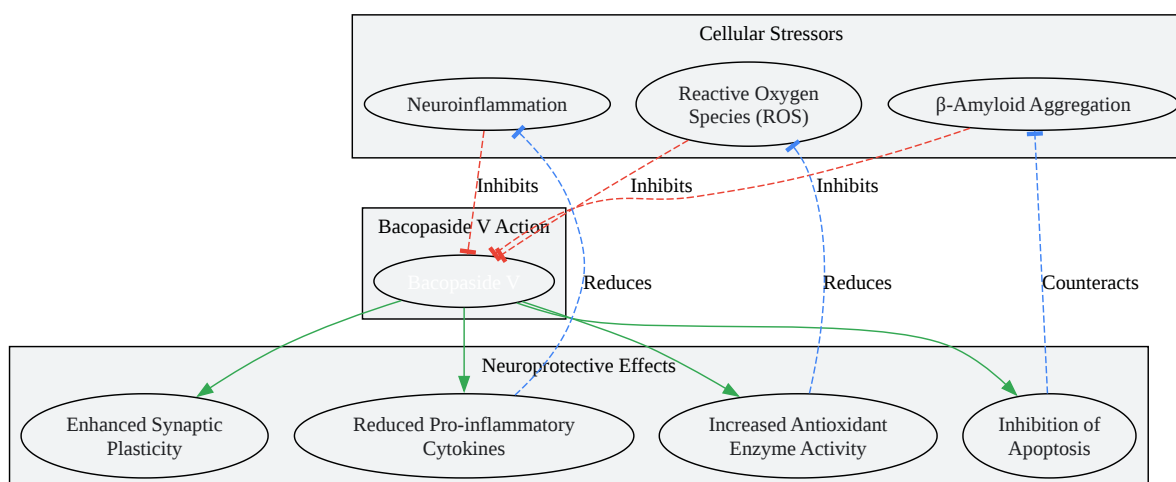 Cellular Stressors
Neuroinflammation
Reactive Oxygen
Species (ROS)
β-Amyloid Aggregation
Inhibits
Inhibits
Inhibits
Bacopaside V Action
Bacopaside V
Reduces
Reduces
Counteracts
Neuroprotective Effects
Enhanced Synaptic
Plasticity
Reduced Pro-inflammatory
Cytokines
Increased Antioxidant
Enzyme Activity
Inhibition of
Apoptosis